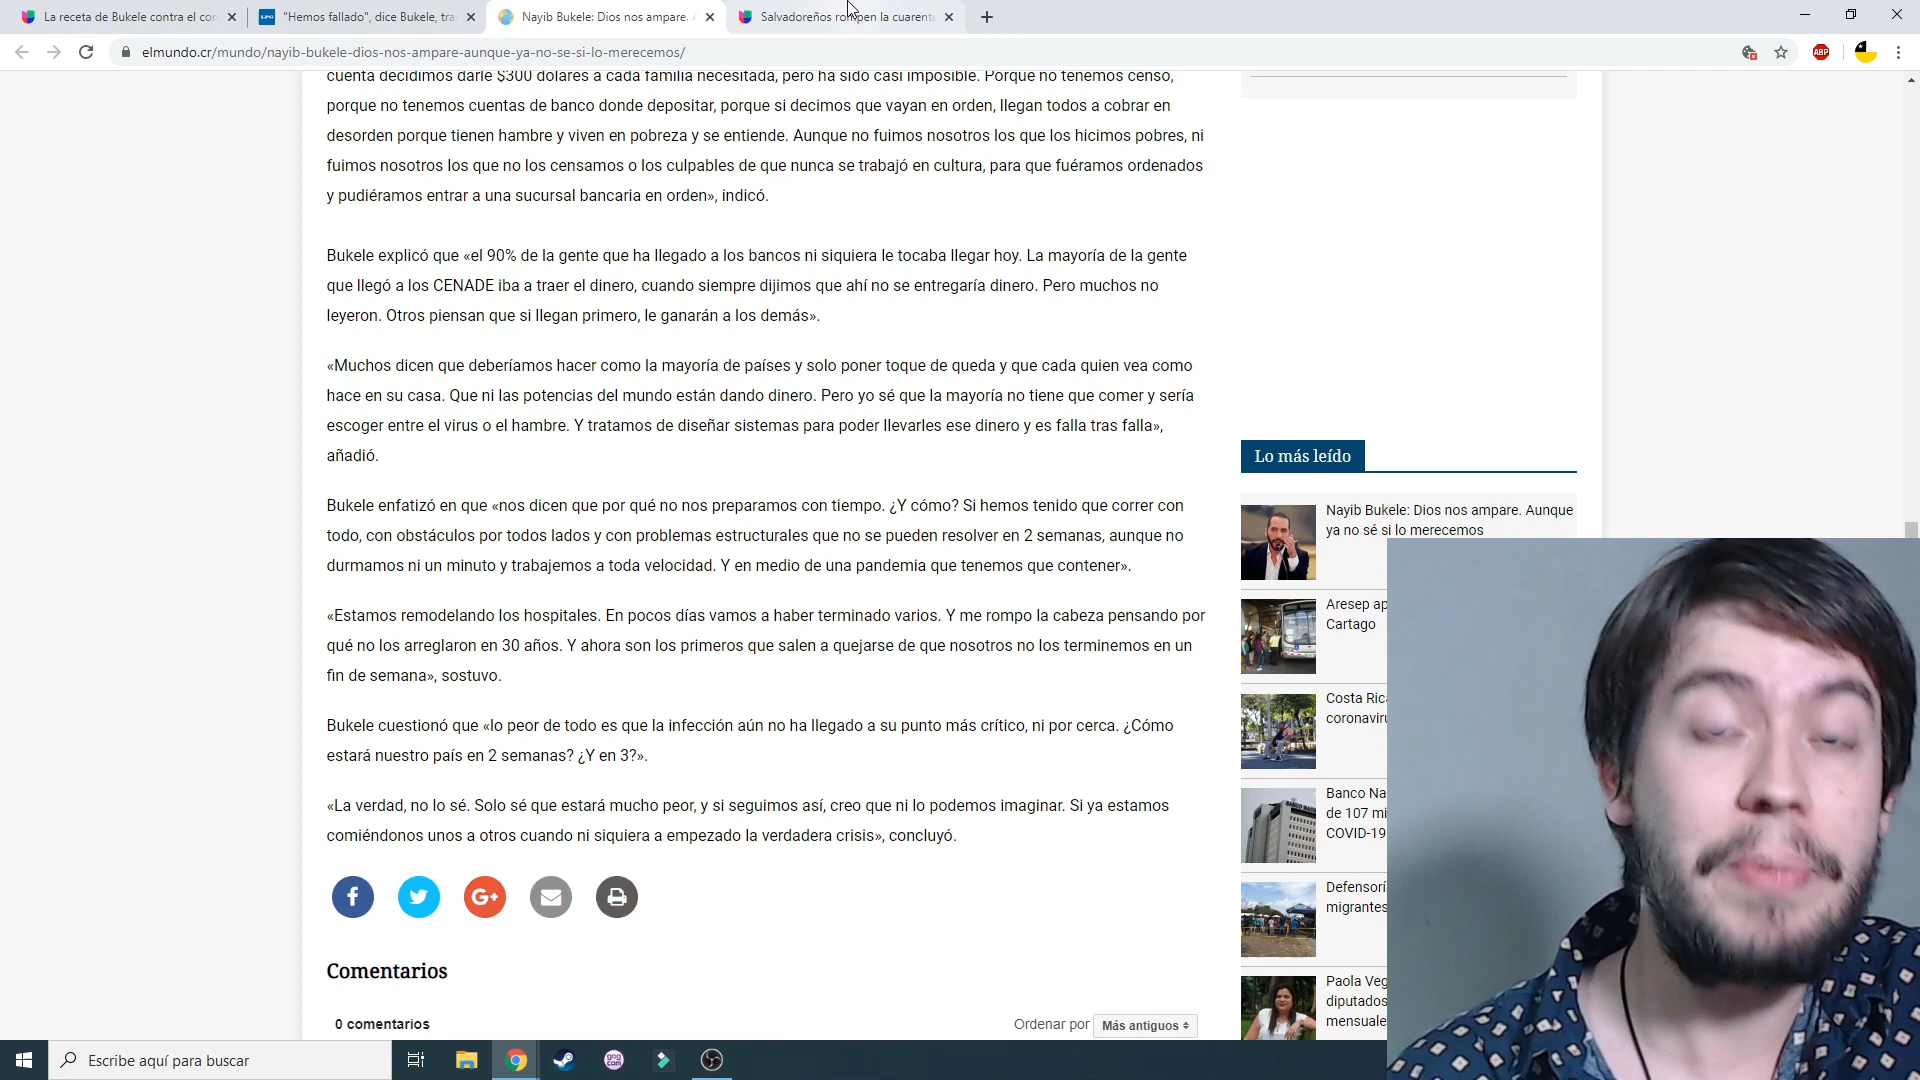 La receta de Bukele contra el cor
"Hemos fallado", dice Bukele, tra
Nayib Bukele: Dios nos ampare. A
Salvadoreños rompen la cuarent
elmundo.cr/mundo/nayib-bukele-dios-nos-ampare-aunque-ya-no-se-si-lo-merecemos/
ABP
cuenta decidimos darle $300 dólares a cada familia necesitada, pero ha sido casi imposible. Porque no tenemos censo,
porque no tenemos cuentas de banco donde depositar, porque si decimos que vayan en orden, llegan todos a cobrar en
desorden porque tienen hambre y viven en pobreza y se entiende. Aunque no fuimos nosotros los que los hicimos pobres, ni
fuimos nosotros los que no los censamos o los culpables de que nunca se trabajó en cultura, para que fuéramos ordenados
y pudiéramos entrar a una sucursal bancaria en orden», indicó.
Bukele explicó que «el 90% de la gente que ha llegado a los bancos ni siquiera le tocaba llegar hoy. La mayoría de la gente
que llegó a los CENADE iba a traer el dinero, cuando siempre dijimos que ahí no se entregaría dinero. Pero muchos no
leyeron. Otros piensan que si llegan primero, le ganarán a los demás».
«Muchos dicen que deberíamos hacer como la mayoría de países y solo poner toque de queda y que cada quien vea como
hace en su casa. Que ni las potencias del mundo están dando dinero. Pero yo sé que la mayoría no tiene que comer y sería
escoger entre el virus o el hambre. Y tratamos de diseñar sistemas para poder llevarles ese dinero y es falla tras falla»,
añadió.
Bukele enfatizó en que «nos dicen que por qué no nos preparamos con tiempo. ¿Y cómo? Si hemos tenido que correr con
todo, con obstáculos por todos lados y con problemas estructurales que no se pueden resolver en 2 semanas, aunque no
durmamos ni un minuto y trabajemos a toda velocidad. Y en medio de una pandemia que tenemos que contener».
«Estamos remodelando los hospitales. En pocos días vamos a haber terminado varios. Y me rompo la cabeza pensando por
qué no los arreglaron en 30 años. Y ahora son los primeros que salen a quejarse de que nosotros no los terminemos en un
fin de semana», sostuvo.
Bukele cuestionó que «lo peor de todo es que la infección aún no ha llegado a su punto más crítico, ni por cerca. ¿Cómo
estará nuestro país en 2 semanas? ¿Y en 3?».
«La verdad, no lo sé. Solo sé que estará mucho peor, y si seguimos así, creo que ni lo podemos imaginar. Si ya estamos
comiéndonos unos a otros cuando ni siquiera a empezado la verdadera crisis», concluyó.
Comentarios
0 comentarios
Ordenar por Más antiguos
Lo más leído
Nayib Bukele: Dios nos ampare. Aunque
ya no sé si lo merecemos
Aresep ap
Cartago
Costa Ric
coronaviru
Banco Na
de 107 mi
COVID-19
Defensorí
migrantes
Paola Veg
diputados
mensuale
Escribe aquí para buscar